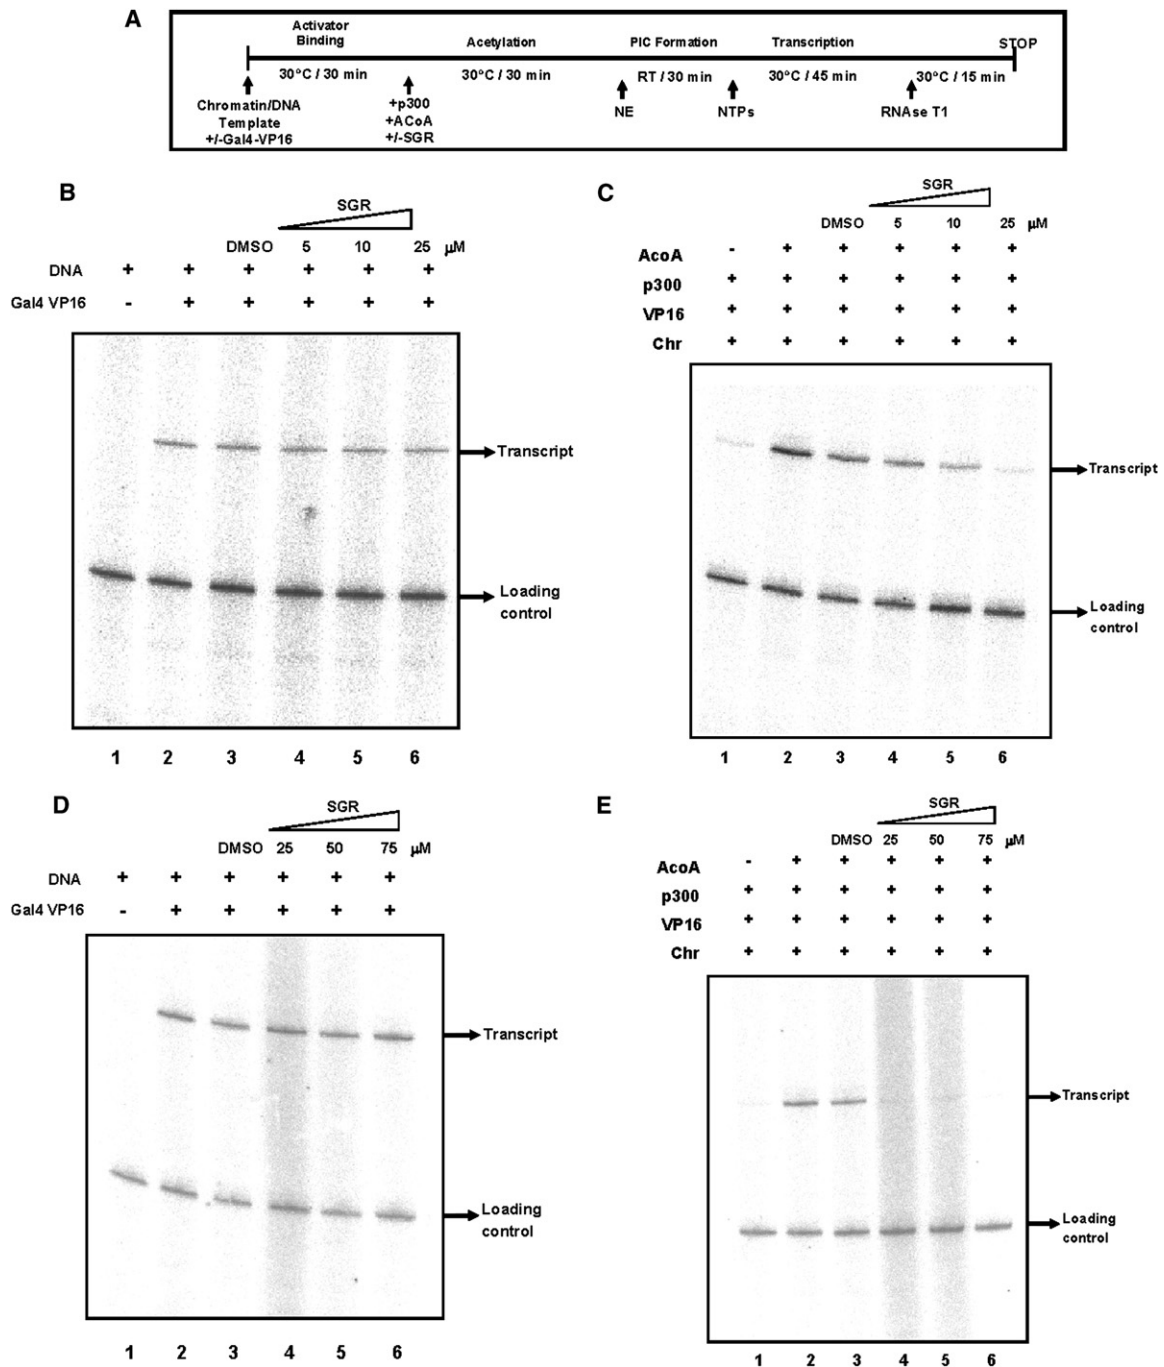 A
Activator
Binding
Acetylation
PIC Formation
Transcription
STOP
30°C / 30 min
30°C / 30 min
RT / 30 min
30°C / 45 min
30°C / 15 min
Chromatin/DNA
Template
+/-Gal4-VP16
+p300
+ACoA
+/-SGR
NE
NTPs
RNAse T1
B
SGR
DMSO 5 10 25 µM
DNA + + + + + +
Gal4 VP16 - + + + + +
Transcript
Loading
control
1 2 3 4 5 6
C
SGR
DMSO 5 10 25 µM
AcoA - + + + + +
p300 + + + + + +
VP16 + + + + + +
Chr + + + + + +
Transcript
Loading
control
1 2 3 4 5 6
D
SGR
DMSO 25 50 75 µM
DNA + + + + + +
Gal4 VP16 - + + + + +
Transcript
Loading
control
1 2 3 4 5 6
E
SGR
DMSO 25 50 75 µM
AcoA - + + + + +
p300 + + + + + +
VP16 + + + + + +
Chr + + + + + +
Transcript
Loading
control
1 2 3 4 5 6